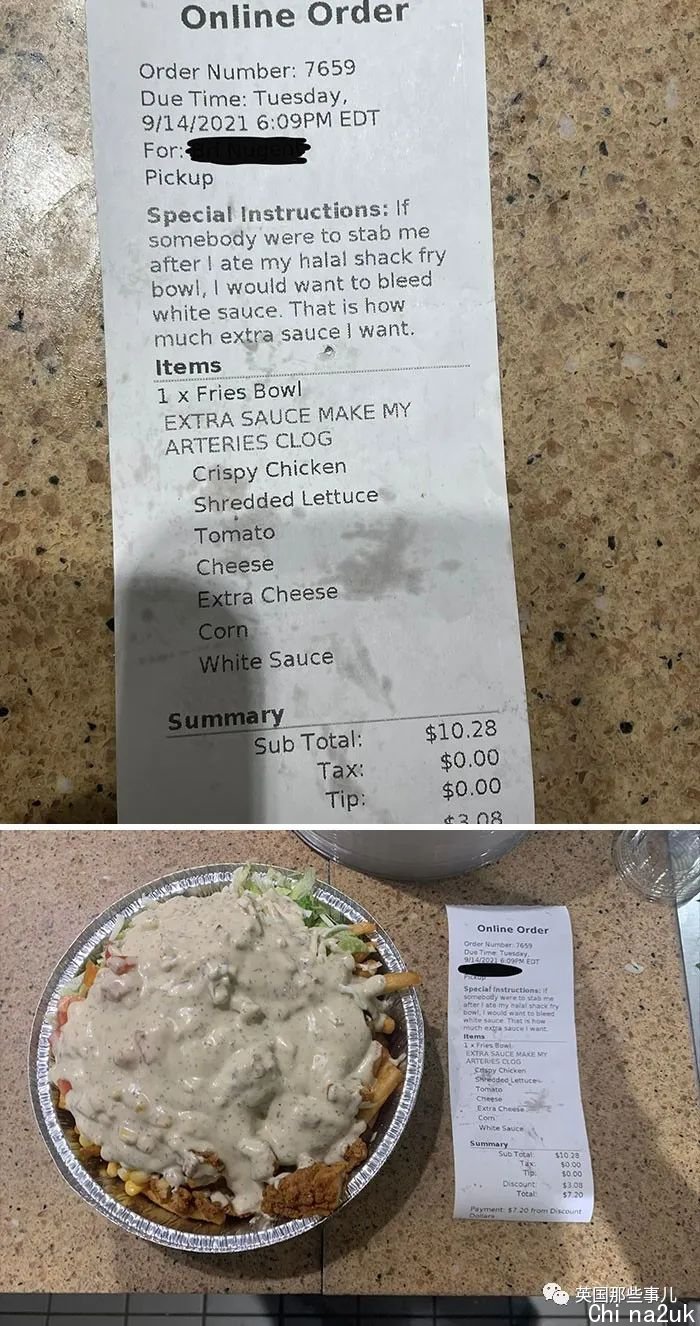 Online Order
Order Number: 7659
Due Time: Tuesday,
9/14/2021 6:09PM EDT
For:
Pickup
Special Instructions: If
somebody were to stab me
after I ate my halal shack fry
bowl, I would want to bleed
white sauce. That is how
much extra sauce I want.
Items
1 x Fries Bowl
EXTRA SAUCE MAKE MY
ARTERIES CLOG
Crispy Chicken
Shredded Lettuce
Tomato
Cheese
Extra Cheese
Corn
White Sauce
Summary
Sub Total: $10.28
Tax: $0.00
Tip: $0.00
$3.08
Online Order
Order Number: 7659
Due Time: Tuesday,
9/14/2021 6:09PM EDT
Pickup
Special Instructions: If
somebody were to stab me
after I ate my halal shack fry
bowl, I would want to bleed
white sauce. That is how
much extra sauce I want.
Items
1 x Fries Bowl
EXTRA SAUCE MAKE MY
ARTERIES CLOG
Crispy Chicken
Shredded Lettuce
Tomato
Cheese
Extra Cheese
Corn
White Sauce
Summary
Sub Total: $10.28
Tax: $0.00
Tip: $0.00
Discount: $3.08
Total: $7.20
Payment: $7.20 from Discount
Dollars
英国那些事儿
Chi na2uk